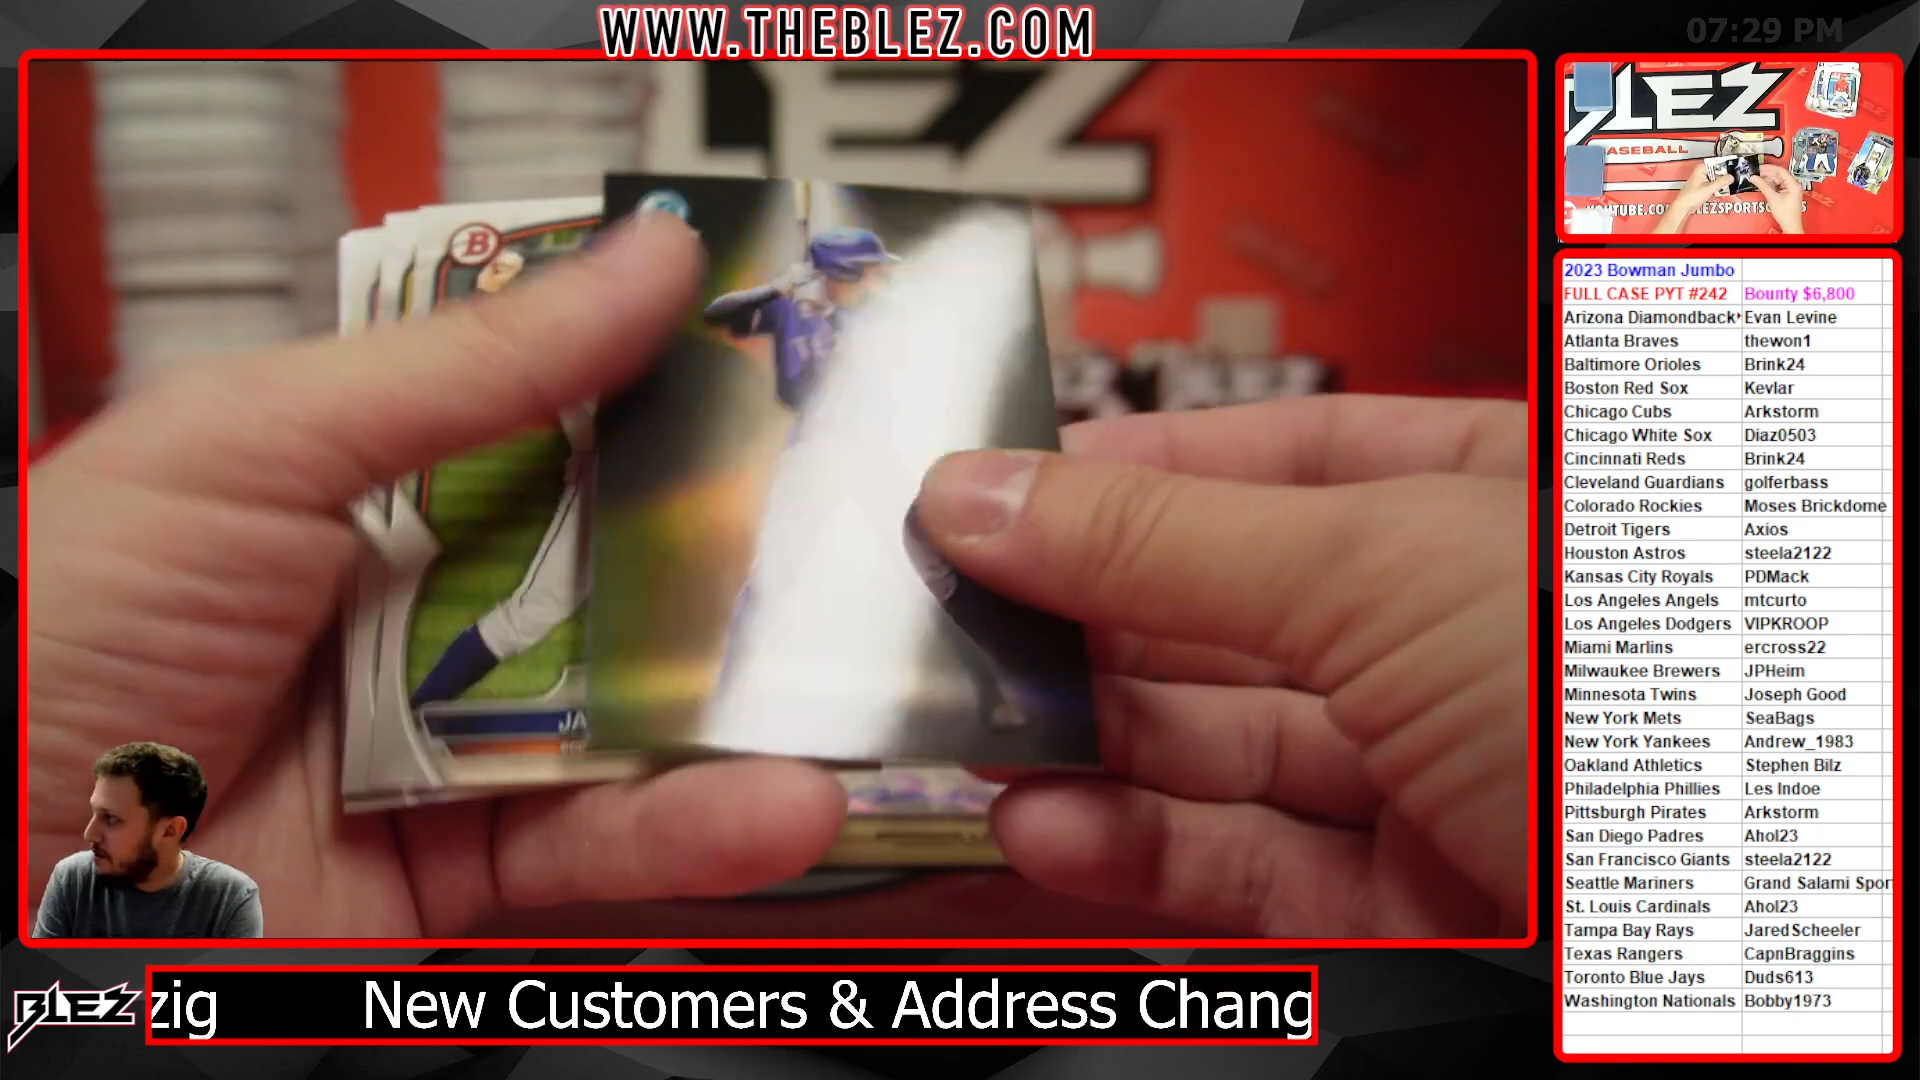 WWW.THEBLEZ.COM
07:29 PM
LEZ
B
JA
LEZ
ASEBALL
2023 Bowman Jumbo
FULL CASE PYT #242 Bounty $6,800
Arizona Diamondback Evan Levine
Atlanta Braves thewon1
Baltimore Orioles Brink24
Boston Red Sox Kevlar
Chicago Cubs Arkstorm
Chicago White Sox Diaz0503
Cincinnati Reds Brink24
Cleveland Guardians golferbass
Colorado Rockies Moses Brickdome
Detroit Tigers Axios
Houston Astros steela2122
Kansas City Royals PDMack
Los Angeles Angels mtcurto
Los Angeles Dodgers VIPKROOP
Miami Marlins ercross22
Milwaukee Brewers JPHeim
Minnesota Twins Joseph Good
New York Mets SeaBags
New York Yankees Andrew_1983
Oakland Athletics Stephen Bilz
Philadelphia Phillies Les Indoe
Pittsburgh Pirates Arkstorm
San Diego Padres Ahol23
San Francisco Giants steela2122
Seattle Mariners Grand Salami Spor
St. Louis Cardinals Ahol23
Tampa Bay Rays JaredScheeler
Texas Rangers CapnBraggins
Toronto Blue Jays Duds613
Washington Nationals Bobby1973
BLEZ
zig New Customers & Address Chang